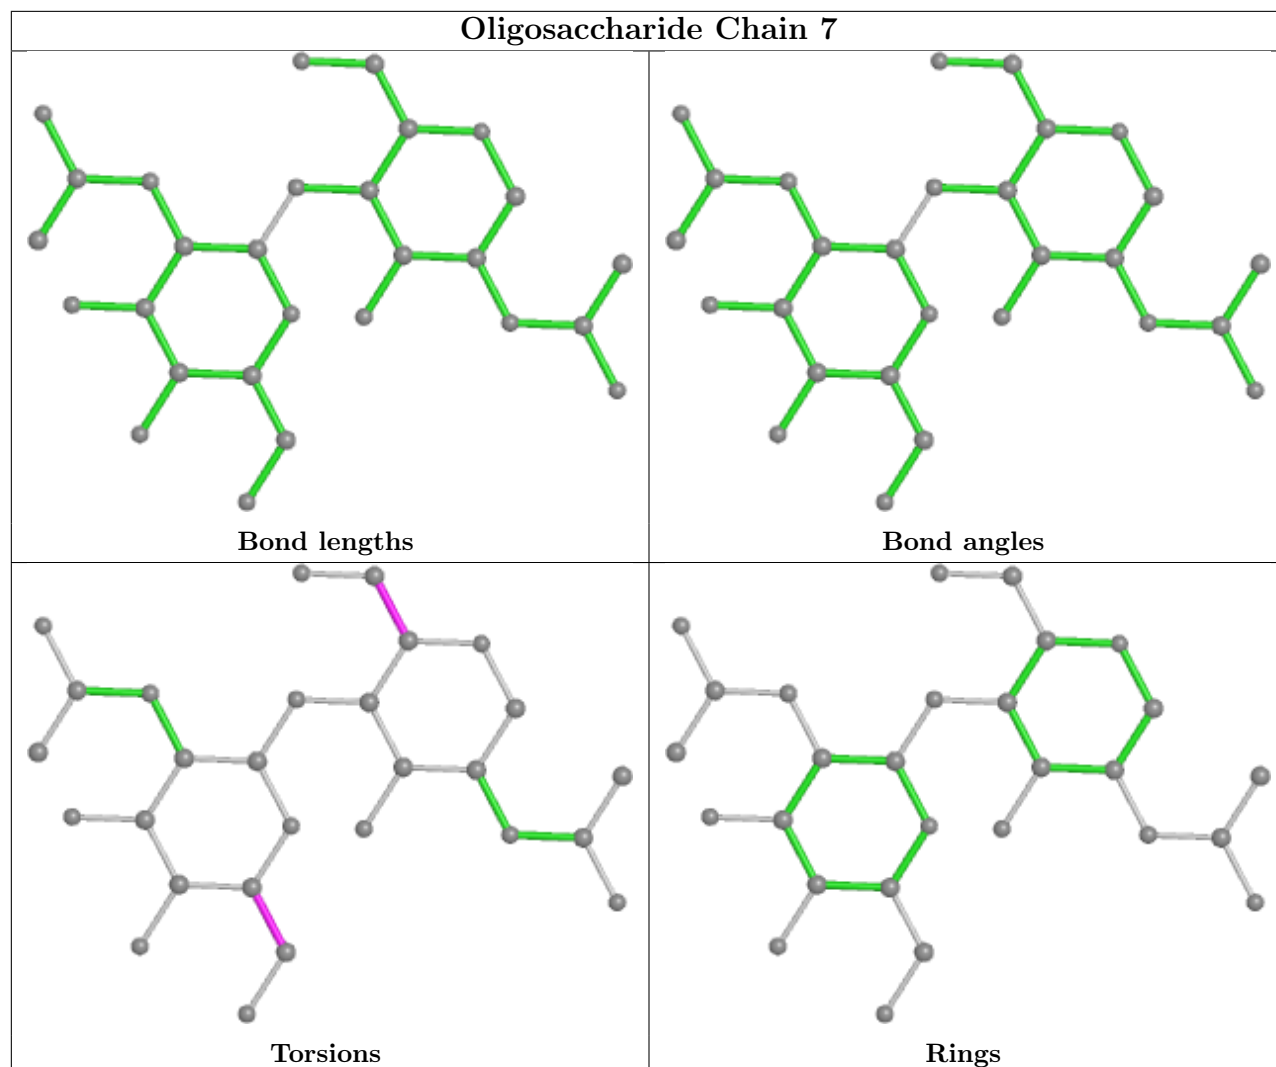 Oligosaccharide Chain 7
Bond lengths
Bond angles
Torsions
Rings